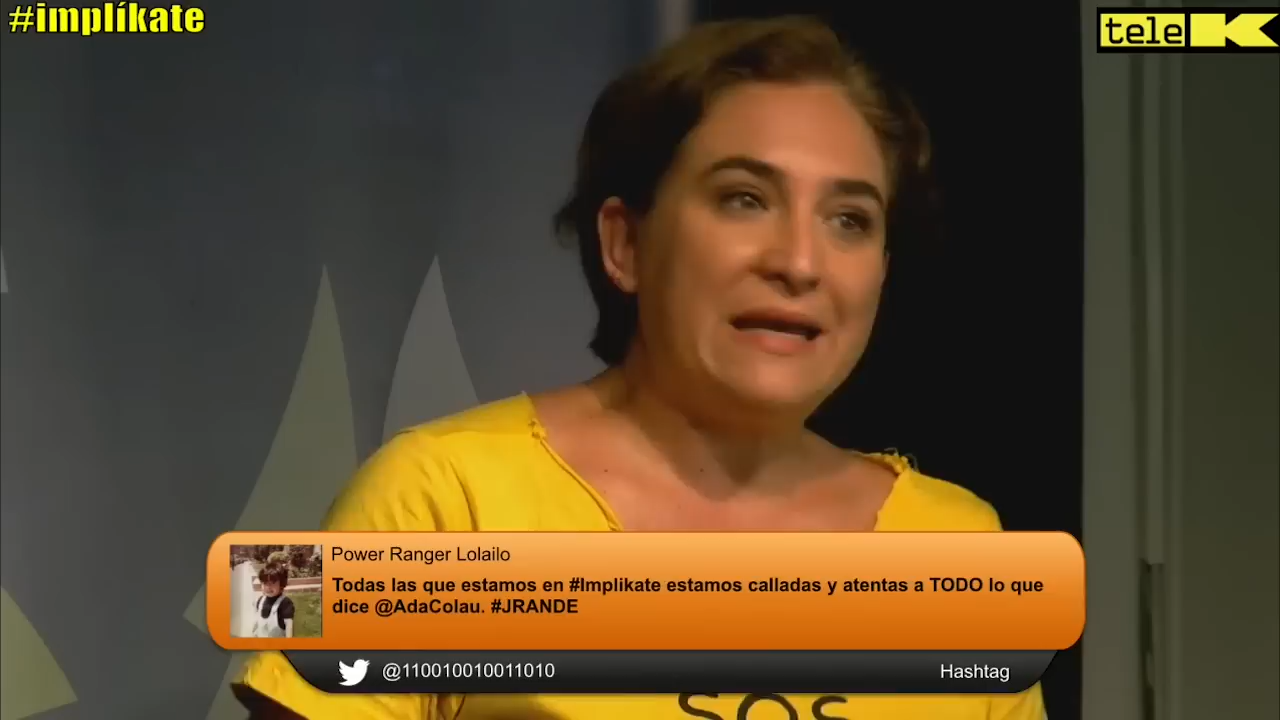 #implíkate
tele K
Power Ranger Lolailo
Todas las que estamos en #Implikate estamos calladas y atentas a TODO lo que
dice @AdaColau. #JRANDE
@110010010011010
Hashtag
SOS